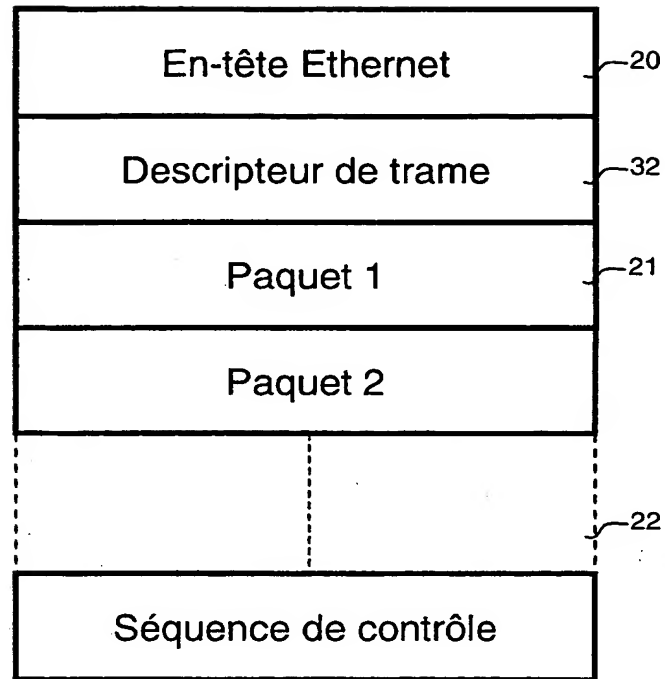 En-tête Ethernet 20
Descripteur de trame 32
Paquet 1 21
Paquet 2
22
Séquence de contrôle